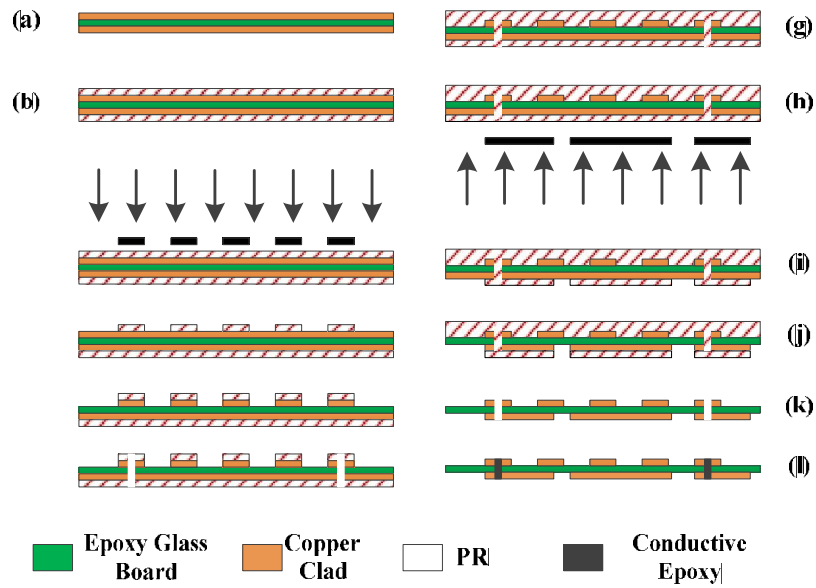 (a)
(b)
(g)
(h)
(i)
(j)
(k)
(l)
Epoxy Glass
Board
Copper
Clad
PR
Conductive
Epoxy